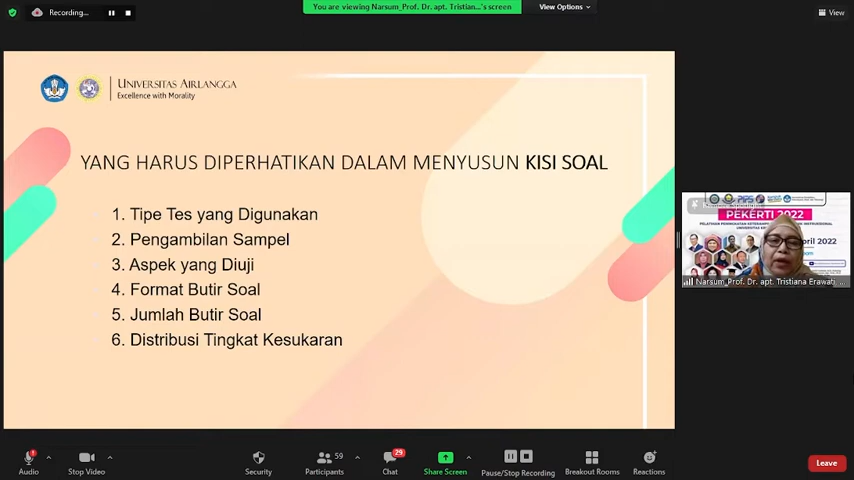 Recording...
You are viewing Narsum_Prof. Dr. apt. Tristian...'s screen
View Options
View
UNIVERSITAS AIRLANGGA
Excellence with Morality
YANG HARUS DIPERHATIKAN DALAM MENYUSUN KISI SOAL
1. Tipe Tes yang Digunakan
2. Pengambilan Sampel
3. Aspek yang Diuji
4. Format Butir Soal
5. Jumlah Butir Soal
6. Distribusi Tingkat Kesukaran
PEKERTI 2022
2022
Narsum_Prof. Dr. apt. Tristiana Erawati...
Audio
Stop Video
Security
Participants
59
Chat
29
Share Screen
Pause/Stop Recording
Breakout Rooms
Reactions
Leave